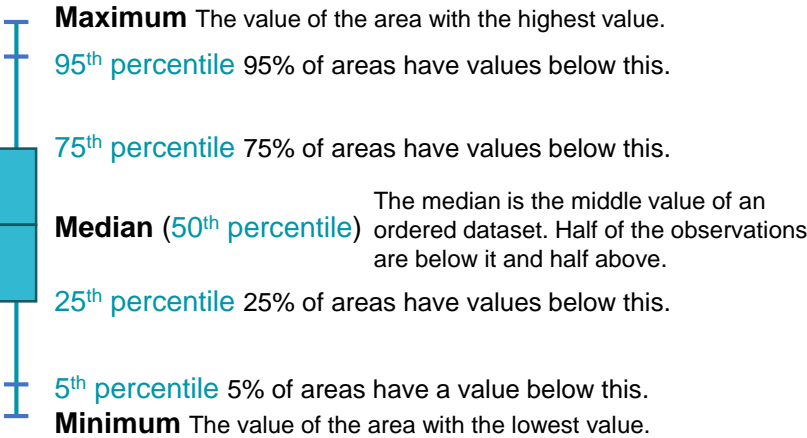 Maximum The value of the area with the highest value.
95th percentile 95% of areas have values below this.
75th percentile 75% of areas have values below this.
The median is the middle value of an
Median (50th percentile) ordered dataset. Half of the observations
are below it and half above.
25th percentile 25% of areas have values below this.
5th percentile 5% of areas have a value below this.
Minimum The value of the area with the lowest value.